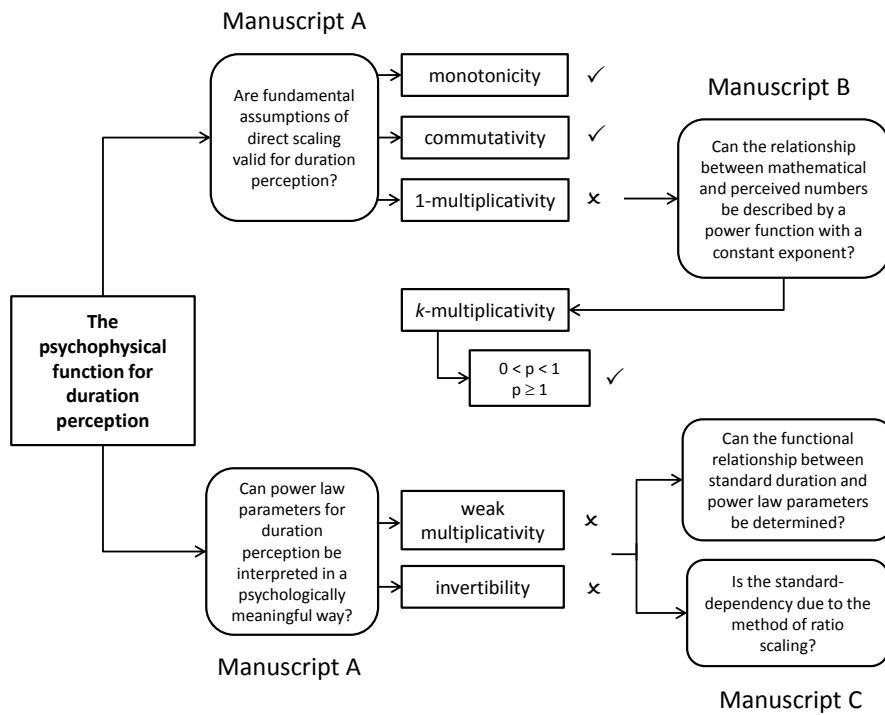 Manuscript A
Are fundamental
assumptions of
direct scaling
valid for duration
perception?
monotonicity ✓
commutativity ✓
1-multiplicativity ×
Manuscript B
Can the relationship
between mathematical
and perceived numbers
be described by a
power function with a
constant exponent?
k-multiplicativity
0 < p < 1
p ≥ 1
✓
The
psychophysical
function for
duration
perception
Can power law
parameters for
duration
perception be
interpreted in a
psychologically
meaningful way?
Manuscript A
weak
multiplicativity ×
invertibility ×
Can the functional
relationship between
standard duration and
power law parameters
be determined?
Is the standard-
dependency due to the
method of ratio
scaling?
Manuscript C